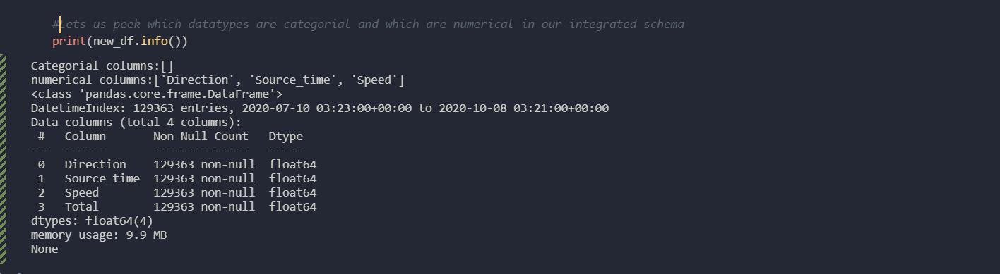 #Lets us peek which datatypes are categorial and which are numerical in our integrated schema
print(new_df.info())
Categorial columns:[]
numerical columns:['Direction', 'Source_time', 'Speed']
<class 'pandas.core.frame.DataFrame'>
DatetimeIndex: 129363 entries, 2020-07-10 03:23:00+00:00 to 2020-10-08 03:21:00+00:00
Data columns (total 4 columns):
 #   Column       Non-Null Count   Dtype
---  ------       --------------   -----
 0   Direction    129363 non-null  float64
 1   Source_time  129363 non-null  float64
 2   Speed        129363 non-null  float64
 3   Total        129363 non-null  float64
dtypes: float64(4)
memory usage: 9.9 MB
None